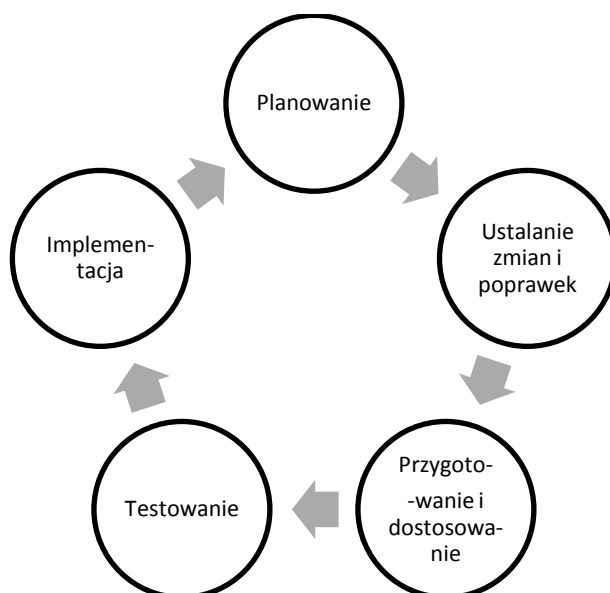 Planowanie
Ustalanie
zmian i
poprawek
Przygoto-
-wanie i
dostosowa-
nie
Testowanie
Implemen-
tacja